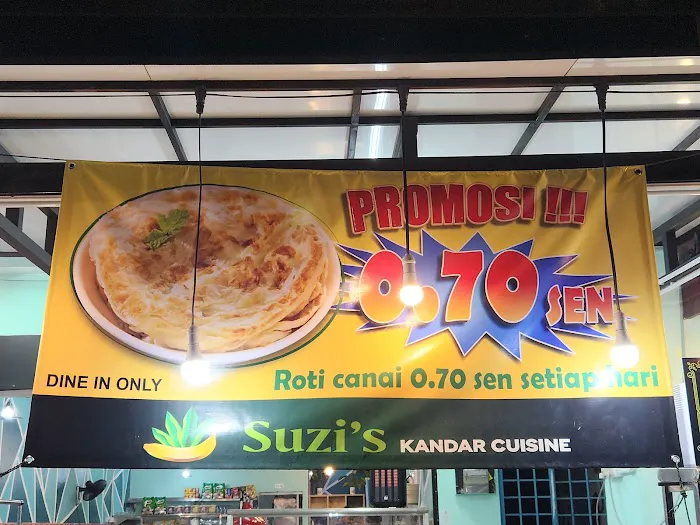 PROMOSI !!!
0.70 SEN
DINE IN ONLY
Roti canai 0.70 sen setiap hari
Suzi's KANDAR CUISINE